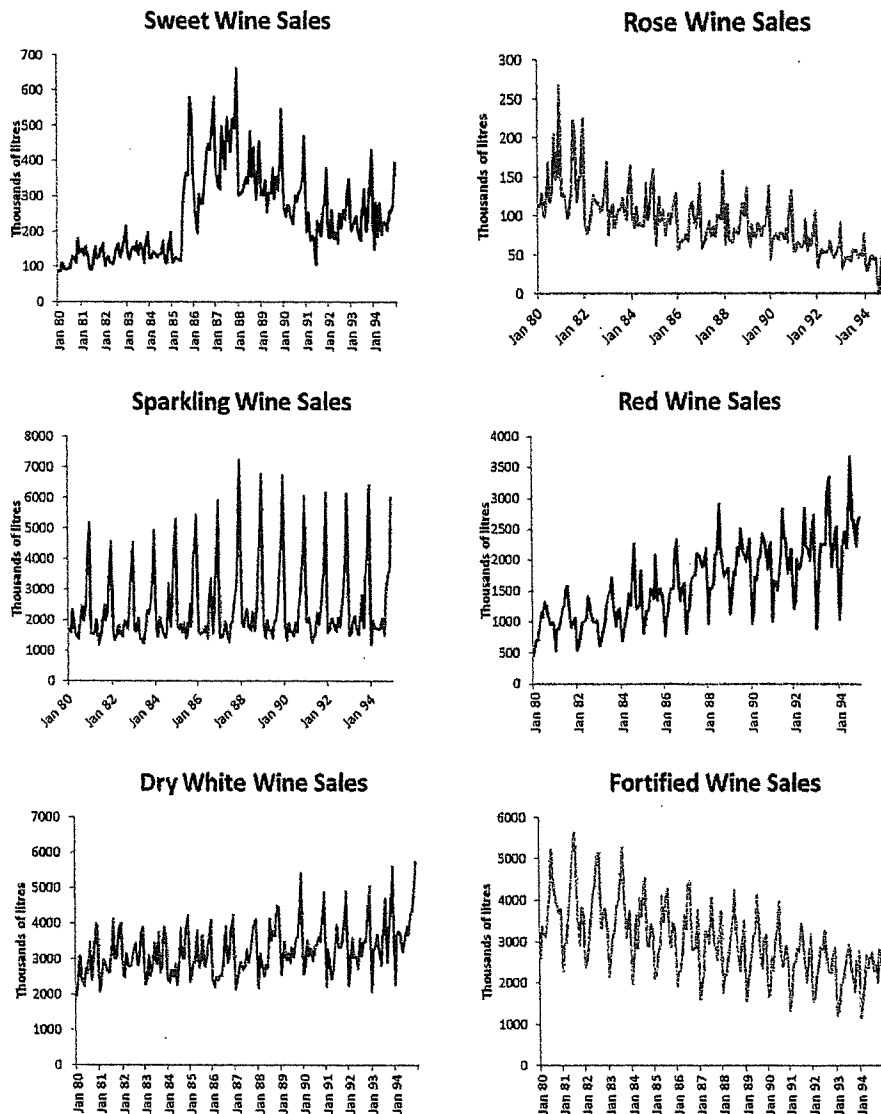 Sweet Wine Sales
Thousands of litres
700
600
500
400
300
200
100
0
Jan 80
Jan 81
Jan 82
Jan 83
Jan 84
Jan 85
Jan 86
Jan 87
Jan 88
Jan 89
Jan 90
Jan 91
Jan 92
Jan 93
Jan 94
Rose Wine Sales
Thousands of litres
300
250
200
150
100
50
0
Jan 80
Jan 82
Jan 84
Jan 86
Jan 88
Jan 90
Jan 92
Jan 94
Sparkling Wine Sales
Thousands of litres
8000
7000
6000
5000
4000
3000
2000
1000
0
Jan 80
Jan 82
Jan 84
Jan 86
Jan 88
Jan 90
Jan 92
Jan 94
Red Wine Sales
Thousands of litres
4000
3500
3000
2500
2000
1500
1000
500
0
Jan 80
Jan 82
Jan 84
Jan 86
Jan 88
Jan 90
Jan 92
Jan 94
Dry White Wine Sales
Thousands of litres
7000
6000
5000
4000
3000
2000
1000
0
Jan 80
Jan 81
Jan 82
Jan 83
Jan 84
Jan 85
Jan 86
Jan 87
Jan 88
Jan 89
Jan 90
Jan 91
Jan 92
Jan 93
Jan 94
Fortified Wine Sales
Thousands of litres
6000
5000
4000
3000
2000
1000
0
Jan 80
Jan 81
Jan 82
Jan 83
Jan 84
Jan 85
Jan 86
Jan 87
Jan 88
Jan 89
Jan 90
Jan 91
Jan 92
Jan 93
Jan 94